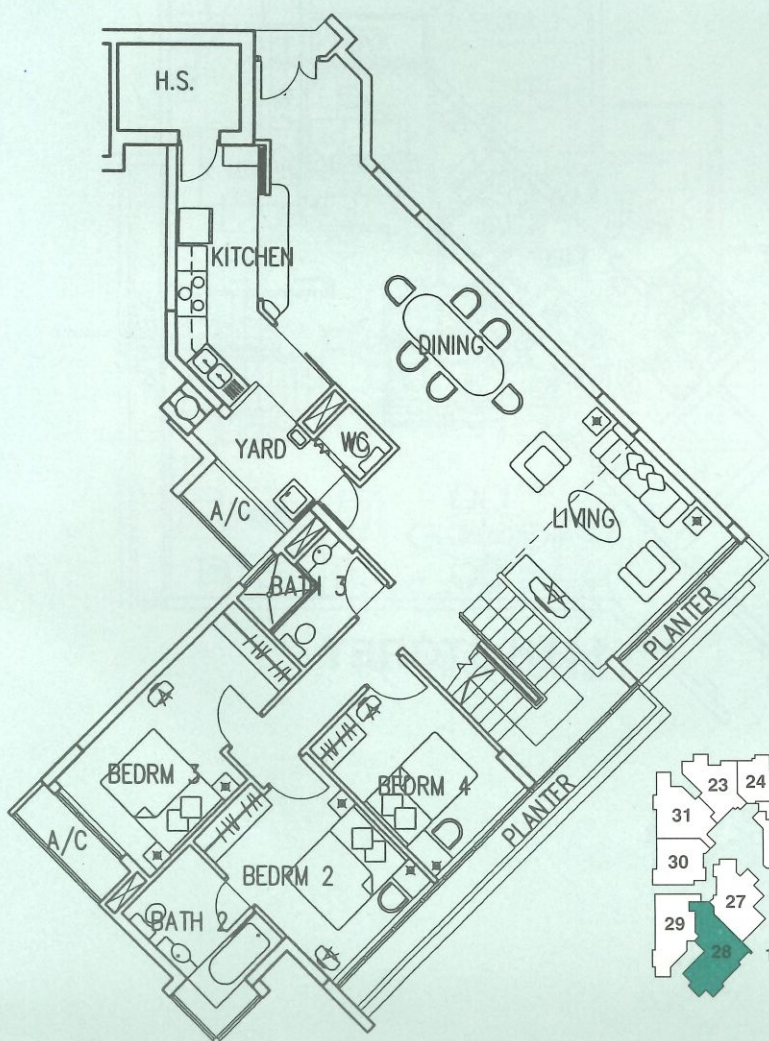 H.S.
KITCHEN
DINING
YARD
WC
A/C
LIVING
BATH 3
PLANTER
BEDRM 3
BEDRM 4
PLANTER
A/C
BEDRM 2
BATH 2
23
24
31
30
27
29
28